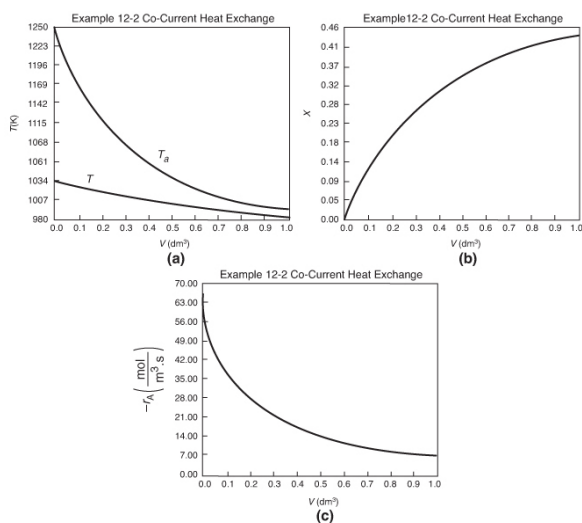 Example 12-2 Co-Current Heat Exchange
T(K)
1250
1223
1196
1169
1142
1115
1088
1061
1034
1007
980
Ta
T
0.0 0.1 0.2 0.3 0.4 0.5 0.6 0.7 0.8 0.9 1.0
V (dm³)
(a)
Example12-2 Co-Current Heat Exchange
X
0.46
0.41
0.36
0.32
0.28
0.23
0.18
0.14
0.09
0.05
0.00
0.0 0.1 0.2 0.3 0.4 0.5 0.6 0.7 0.8 0.9 1.0
V (dm³)
(b)
Example 12-2 Co-Current Heat Exchange
−rA (mol/m³.s)
70.00
63.00
56.00
49.00
42.00
35.00
28.00
21.00
14.00
7.00
0.00
0.0 0.1 0.2 0.3 0.4 0.5 0.6 0.7 0.8 0.9 1.0
V (dm³)
(c)